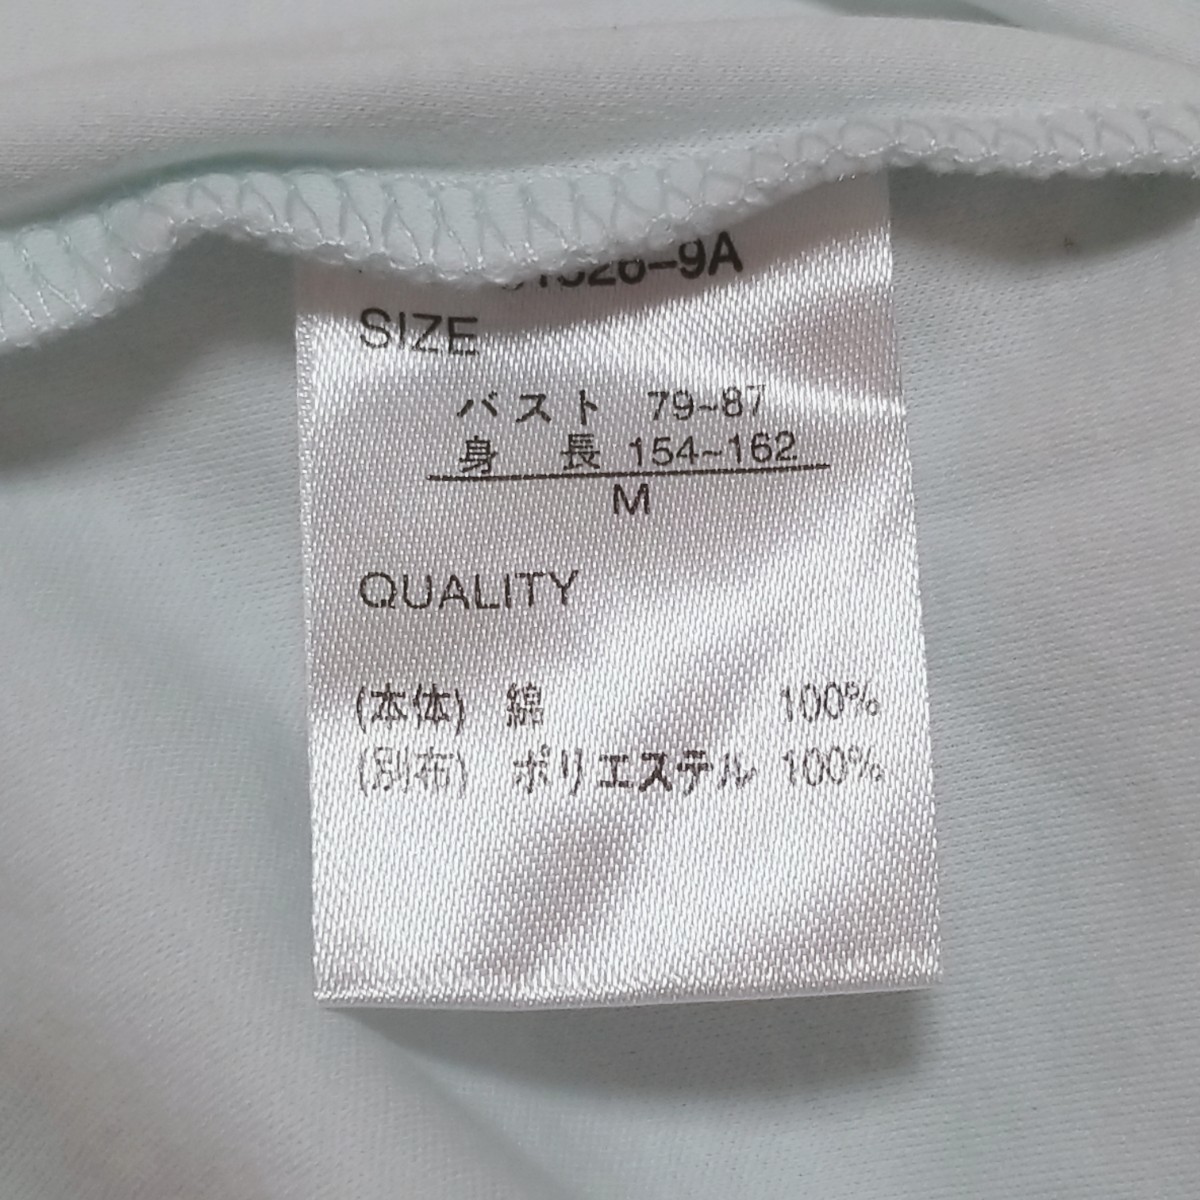 SIZE
バスト 79~87
身 長 154~162
M
QUALITY
(本体) 綿 100%
(別布) ポリエステル 100%